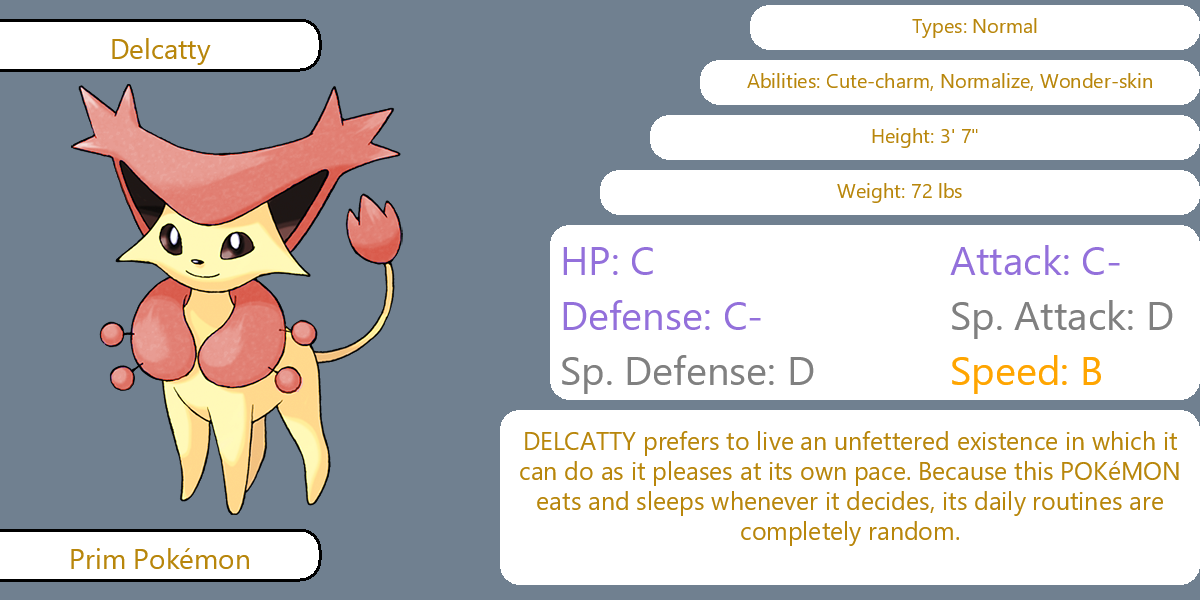 Delcatty
Types: Normal
Abilities: Cute-charm, Normalize, Wonder-skin
Height: 3' 7"
Weight: 72 lbs
HP: C
Attack: C-
Defense: C-
Sp. Attack: D
Sp. Defense: D
Speed: B
DELCATTY prefers to live an unfettered existence in which it
can do as it pleases at its own pace. Because this POKéMON
eats and sleeps whenever it decides, its daily routines are
completely random.
Prim Pokémon